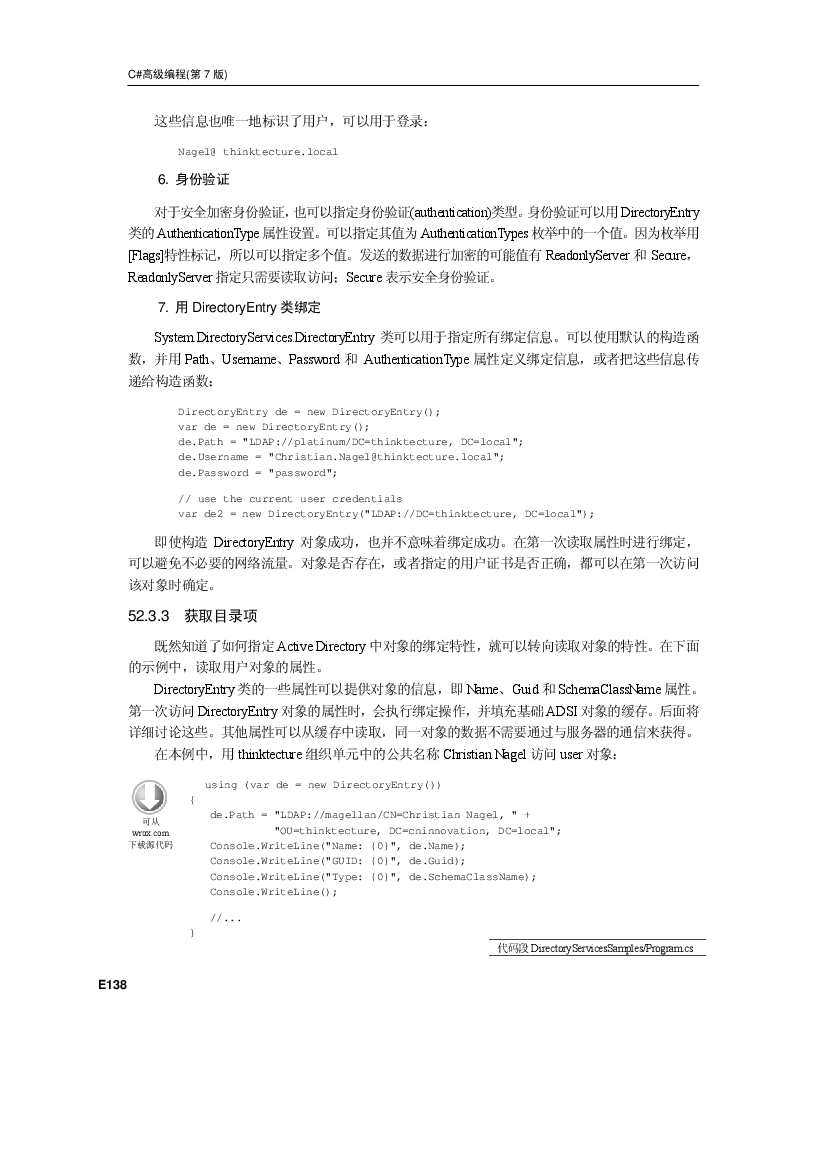 C#高级编程(第 7 版)
这些信息也唯一地标识了用户，可以用于登录：
Nagel@ thinktecture.local
6. 身份验证
对于安全加密身份验证，也可以指定身份验证(authentication)类型。身份验证可以用 DirectoryEntry
类的 AuthenticationType 属性设置。可以指定其值为 AuthenticationTypes 枚举中的一个值。因为枚举用
[Flags]特性标记，所以可以指定多个值。发送的数据进行加密的可能值有 ReadonlyServer 和 Secure，
ReadonlyServer 指定只需要读取访问；Secure 表示安全身份验证。
7. 用 DirectoryEntry 类绑定
System.DirectoryServices.DirectoryEntry 类可以用于指定所有绑定信息。可以使用默认的构造函
数，并用 Path、Username、Password 和 AuthenticationType 属性定义绑定信息，或者把这些信息传
递给构造函数：
DirectoryEntry de = new DirectoryEntry();
var de = new DirectoryEntry();
de.Path = "LDAP://platinum/DC=thinktecture, DC=local";
de.Username = "Christian.Nagel@thinktecture.local";
de.Password = "password";
// use the current user credentials
var de2 = new DirectoryEntry("LDAP://DC=thinktecture, DC=local");
即使构造 DirectoryEntry 对象成功，也并不意味着绑定成功。在第一次读取属性时进行绑定，
可以避免不必要的网络流量。对象是否存在，或者指定的用户证书是否正确，都可以在第一次访问
该对象时确定。
52.3.3 获取目录项
既然知道了如何指定 Active Directory 中对象的绑定特性，就可以转向读取对象的特性。在下面
的示例中，读取用户对象的属性。
DirectoryEntry 类的一些属性可以提供对象的信息，即 Name、Guid 和 SchemaClassName 属性。
第一次访问 DirectoryEntry 对象的属性时，会执行绑定操作，并填充基础 ADSI 对象的缓存。后面将
详细讨论这些。其他属性可以从缓存中读取，同一对象的数据不需要通过与服务器的通信来获得。
在本例中，用 thinktecture 组织单元中的公共名称 Christian Nagel 访问 user 对象：
可从
wrox.com
下载源代码
using (var de = new DirectoryEntry())
{
de.Path = "LDAP://magellan/CN=Christian Nagel, " +
"OU=thinktecture, DC=cninnovation, DC=local";
Console.WriteLine("Name: {0}", de.Name);
Console.WriteLine("GUID: {0}", de.Guid);
Console.WriteLine("Type: {0}", de.SchemaClassName);
Console.WriteLine();
//...
}
代码段 DirectoryServicesSamples/Program.cs
E138